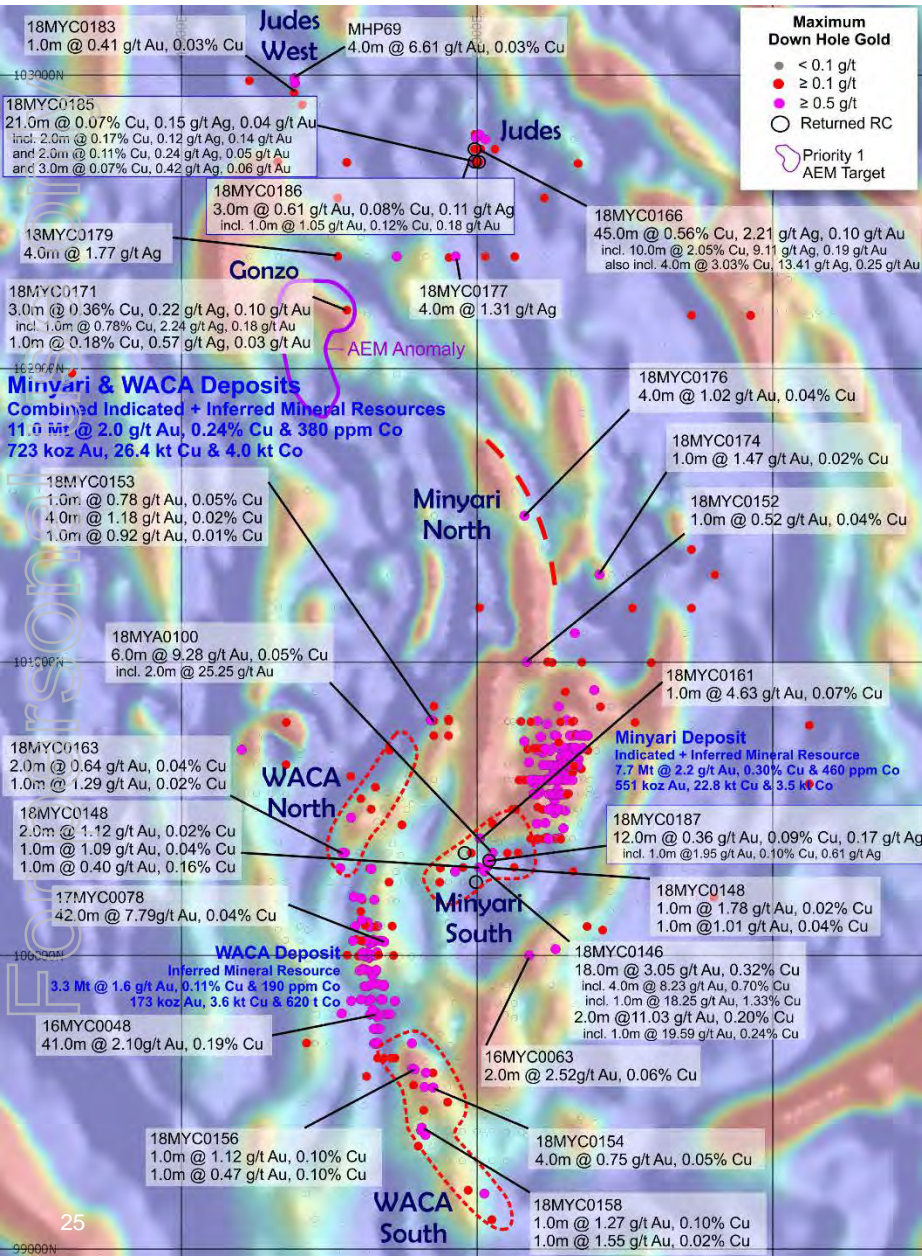 18MYC0183
1.0m @ 0.41 g/t Au, 0.03% Cu
Judes
West
MHP69
4.0m @ 6.61 g/t Au, 0.03% Cu
Maximum
Down Hole Gold
< 0.1 g/t
≥ 0.1 g/t
≥ 0.5 g/t
Returned RC
Priority 1
AEM Target
103000N
18MYC0185
21.0m @ 0.07% Cu, 0.15 g/t Ag, 0.04 g/t Au
incl. 2.0m @ 0.17% Cu, 0.12 g/t Ag, 0.14 g/t Au
and 2.0m @ 0.11% Cu, 0.24 g/t Ag, 0.05 g/t Au
and 3.0m @ 0.07% Cu, 0.42 g/t Ag, 0.06 g/t Au
Judes
18MYC0186
3.0m @ 0.61 g/t Au, 0.08% Cu, 0.11 g/t Ag
incl. 1.0m @ 1.05 g/t Au, 0.12% Cu, 0.18 g/t Au
18MYC0166
45.0m @ 0.56% Cu, 2.21 g/t Ag, 0.10 g/t Au
incl. 10.0m @ 2.05% Cu, 9.11 g/t Ag, 0.19 g/t Au
also incl. 4.0m @ 3.03% Cu, 13.41 g/t Ag, 0.25 g/t Au
18MYC0179
4.0m @ 1.77 g/t Ag
Gonzo
18MYC0177
4.0m @ 1.31 g/t Ag
18MYC0171
3.0m @ 0.36% Cu, 0.22 g/t Ag, 0.10 g/t Au
incl. 1.0m @ 0.78% Cu, 2.24 g/t Ag, 0.18 g/t Au
1.0m @ 0.18% Cu, 0.57 g/t Ag, 0.03 g/t Au
AEM Anomaly
102000N
Minyari & WACA Deposits
Combined Indicated + Inferred Mineral Resources
11.0 Mt @ 2.0 g/t Au, 0.24% Cu & 380 ppm Co
723 koz Au, 26.4 kt Cu & 4.0 kt Co
18MYC0176
4.0m @ 1.02 g/t Au, 0.04% Cu
18MYC0174
1.0m @ 1.47 g/t Au, 0.02% Cu
18MYC0153
1.0m @ 0.78 g/t Au, 0.05% Cu
4.0m @ 1.18 g/t Au, 0.02% Cu
1.0m @ 0.92 g/t Au, 0.01% Cu
Minyari
North
18MYC0152
1.0m @ 0.52 g/t Au, 0.04% Cu
18MYA0100
6.0m @ 9.28 g/t Au, 0.05% Cu
incl. 2.0m @ 25.25 g/t Au
101000N
18MYC0161
1.0m @ 4.63 g/t Au, 0.07% Cu
Minyari Deposit
Indicated + Inferred Mineral Resource
7.7 Mt @ 2.2 g/t Au, 0.30% Cu & 460 ppm Co
551 koz Au, 22.8 kt Cu & 3.5 kt Co
18MYC0163
2.0m @ 0.64 g/t Au, 0.04% Cu
1.0m @ 1.29 g/t Au, 0.02% Cu
WACA
North
18MYC0148
2.0m @ 1.12 g/t Au, 0.02% Cu
1.0m @ 1.09 g/t Au, 0.04% Cu
1.0m @ 0.40 g/t Au, 0.16% Cu
18MYC0187
12.0m @ 0.36 g/t Au, 0.09% Cu, 0.17 g/t Ag
incl. 1.0m @1.95 g/t Au, 0.10% Cu, 0.61 g/t Ag
17MYC0078
42.0m @ 7.79g/t Au, 0.04% Cu
Minyari
South
18MYC0148
1.0m @ 1.78 g/t Au, 0.02% Cu
1.0m @1.01 g/t Au, 0.04% Cu
100000N
WACA Deposit
Inferred Mineral Resource
3.3 Mt @ 1.6 g/t Au, 0.11% Cu & 190 ppm Co
173 koz Au, 3.6 kt Cu & 620 t Co
18MYC0146
18.0m @ 3.05 g/t Au, 0.32% Cu
incl. 4.0m @ 8.23 g/t Au, 0.70% Cu
incl. 1.0m @ 18.25 g/t Au, 1.33% Cu
2.0m @11.03 g/t Au, 0.20% Cu
incl. 1.0m @ 19.59 g/t Au, 0.24% Cu
16MYC0048
41.0m @ 2.10g/t Au, 0.19% Cu
16MYC0063
2.0m @ 2.52g/t Au, 0.06% Cu
18MYC0156
1.0m @ 1.12 g/t Au, 0.10% Cu
1.0m @ 0.47 g/t Au, 0.10% Cu
18MYC0154
4.0m @ 0.75 g/t Au, 0.05% Cu
WACA
South
18MYC0158
1.0m @ 1.27 g/t Au, 0.10% Cu
1.0m @ 1.55 g/t Au, 0.02% Cu
25
99000N